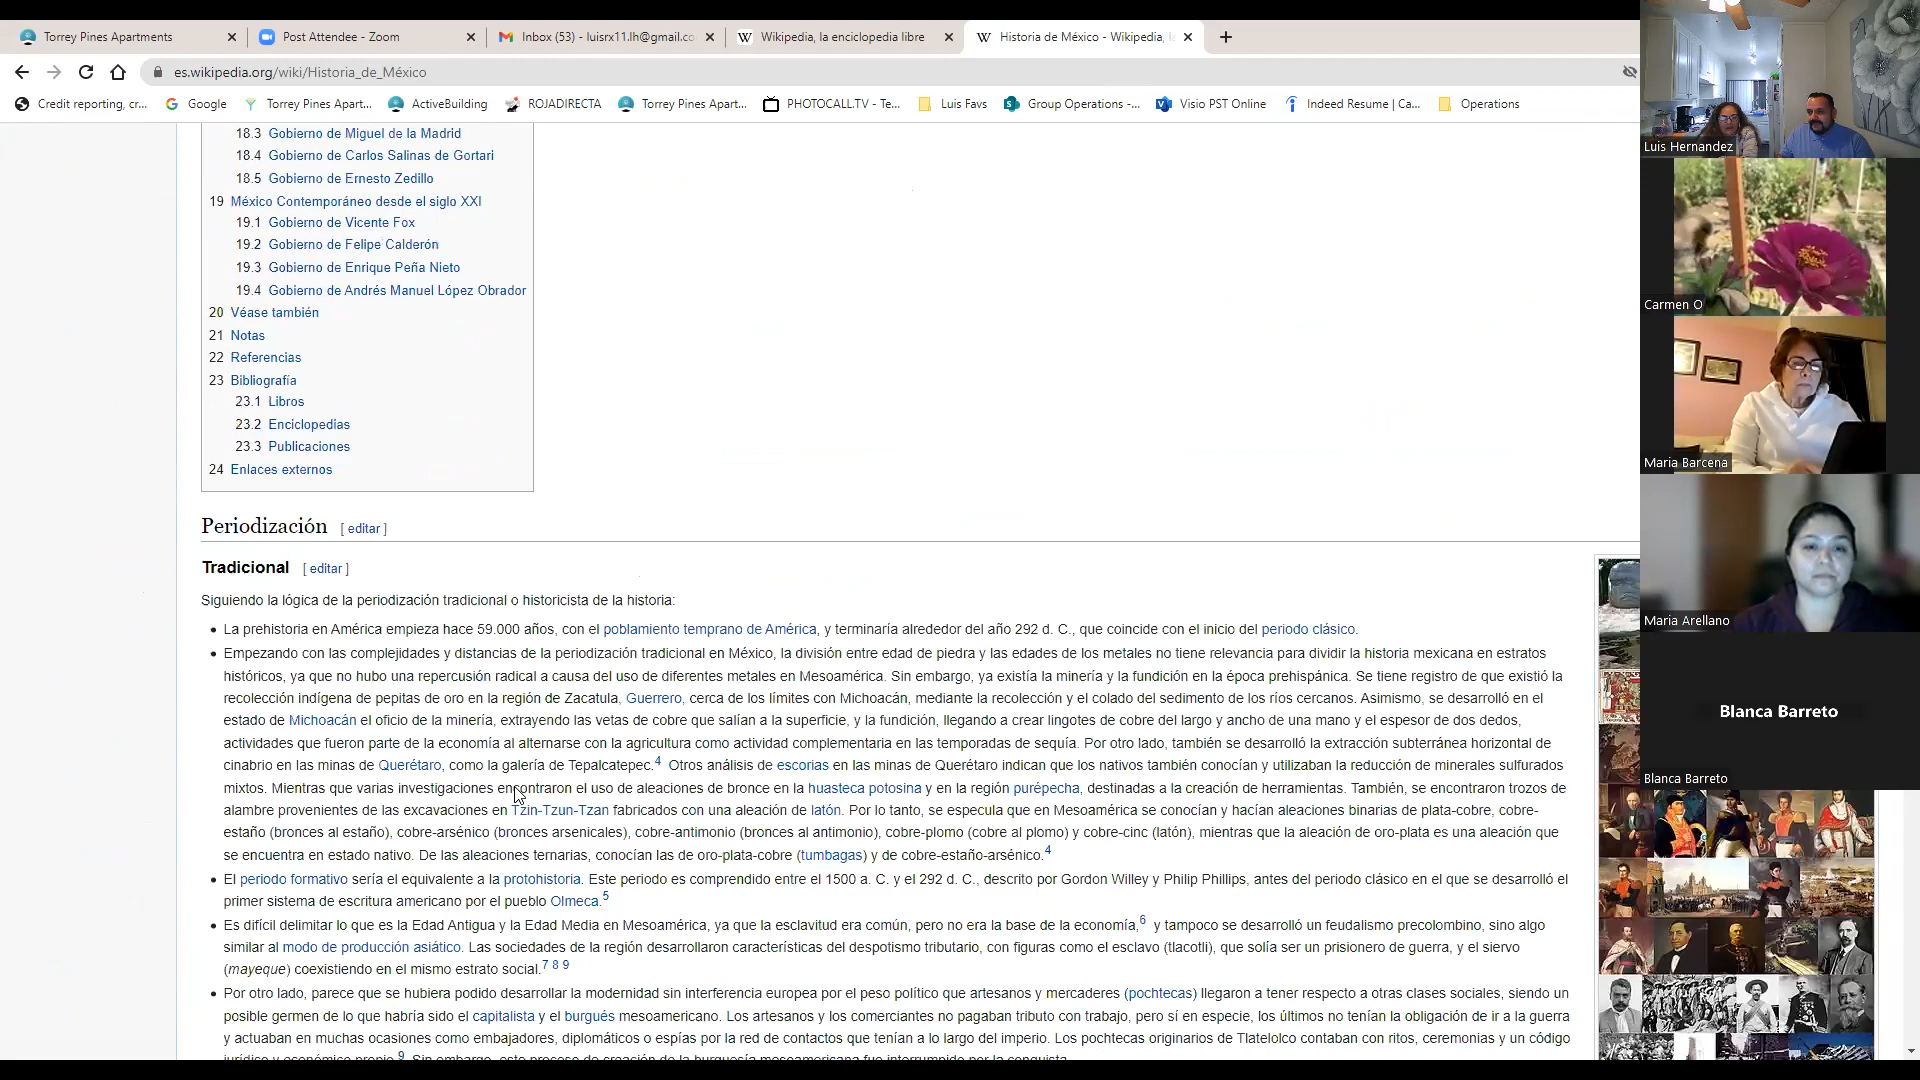 Torrey Pines Apartments
Post Attendee - Zoom
Inbox (53) - luisrx11.lh@gmail.co
Wikipedia, la enciclopedia libre
Historia de México - Wikipedia, l
es.wikipedia.org/wiki/Historia_de_México
Credit reporting, cr...
Google
Torrey Pines Apart...
ActiveBuilding
ROJADIRECTA
Torrey Pines Apart...
PHOTOCALL.TV - Te...
Luis Favs
Group Operations -...
Visio PST Online
Indeed Resume | Ca...
Operations
18.3 Gobierno de Miguel de la Madrid
18.4 Gobierno de Carlos Salinas de Gortari
18.5 Gobierno de Ernesto Zedillo
19 México Contemporáneo desde el siglo XXI
19.1 Gobierno de Vicente Fox
19.2 Gobierno de Felipe Calderón
19.3 Gobierno de Enrique Peña Nieto
19.4 Gobierno de Andrés Manuel López Obrador
20 Véase también
21 Notas
22 Referencias
23 Bibliografía
23.1 Libros
23.2 Enciclopedias
23.3 Publicaciones
24 Enlaces externos
Periodización [ editar ]
Tradicional [ editar ]
Siguiendo la lógica de la periodización tradicional o historicista de la historia:
• La prehistoria en América empieza hace 59.000 años, con el poblamiento temprano de América, y terminaría alrededor del año 292 d. C., que coincide con el inicio del periodo clásico.
• Empezando con las complejidades y distancias de la periodización tradicional en México, la división entre edad de piedra y las edades de los metales no tiene relevancia para dividir la historia mexicana en estratos
históricos, ya que no hubo una repercusión radical a causa del uso de diferentes metales en Mesoamérica. Sin embargo, ya existía la minería y la fundición en la época prehispánica. Se tiene registro de que existió la
recolección indígena de pepitas de oro en la región de Zacatula, Guerrero, cerca de los límites con Michoacán, mediante la recolección y el colado del sedimento de los ríos cercanos. Asimismo, se desarrolló en el
estado de Michoacán el oficio de la minería, extrayendo las vetas de cobre que salían a la superficie, y la fundición, llegando a crear lingotes de cobre del largo y ancho de una mano y el espesor de dos dedos,
actividades que fueron parte de la economía al alternarse con la agricultura como actividad complementaria en las temporadas de sequía. Por otro lado, también se desarrolló la extracción subterránea horizontal de
cinabrio en las minas de Querétaro, como la galería de Tepalcatepec.4 Otros análisis de escorias en las minas de Querétaro indican que los nativos también conocían y utilizaban la reducción de minerales sulfurados
mixtos. Mientras que varias investigaciones encontraron el uso de aleaciones de bronce en la huasteca potosina y en la región purépecha, destinadas a la creación de herramientas. También, se encontraron trozos de
alambre provenientes de las excavaciones en Tzin-Tzun-Tzan fabricados con una aleación de latón. Por lo tanto, se especula que en Mesoamérica se conocían y hacían aleaciones binarias de plata-cobre, cobre-
estaño (bronces al estaño), cobre-arsénico (bronces arsenicales), cobre-antimonio (bronces al antimonio), cobre-plomo (cobre al plomo) y cobre-cinc (latón), mientras que la aleación de oro-plata es una aleación que
se encuentra en estado nativo. De las aleaciones ternarias, conocían las de oro-plata-cobre (tumbagas) y de cobre-estaño-arsénico.4
• El periodo formativo sería el equivalente a la protohistoria. Este periodo es comprendido entre el 1500 a. C. y el 292 d. C., descrito por Gordon Willey y Philip Phillips, antes del periodo clásico en el que se desarrolló el
primer sistema de escritura americano por el pueblo Olmeca.5
• Es difícil delimitar lo que es la Edad Antigua y la Edad Media en Mesoamérica, ya que la esclavitud era común, pero no era la base de la economía,6 y tampoco se desarrolló un feudalismo precolombino, sino algo
similar al modo de producción asiático. Las sociedades de la región desarrollaron características del despotismo tributario, con figuras como el esclavo (tlacotli), que solía ser un prisionero de guerra, y el siervo
(mayeque) coexistiendo en el mismo estrato social.7 8 9
• Por otro lado, parece que se hubiera podido desarrollar la modernidad sin interferencia europea por el peso político que artesanos y mercaderes (pochtecas) llegaron a tener respecto a otras clases sociales, siendo un
posible germen de lo que habría sido el capitalista y el burgués mesoamericano. Los artesanos y los comerciantes no pagaban tributo con trabajo, pero sí en especie, los últimos no tenían la obligación de ir a la guerra
y actuaban en muchas ocasiones como embajadores, diplomáticos o espías por la red de contactos que tenían a lo largo del imperio. Los pochtecas originarios de Tlatelolco contaban con ritos, ceremonias y un código
jurídico y económico propio.9 Sin embargo, este proceso de creación de la burguesía mesoamericana fue interrumpido por la conquista.
Luis Hernandez
Carmen O
Maria Barcena
Maria Arellano
Blanca Barreto
Blanca Barreto